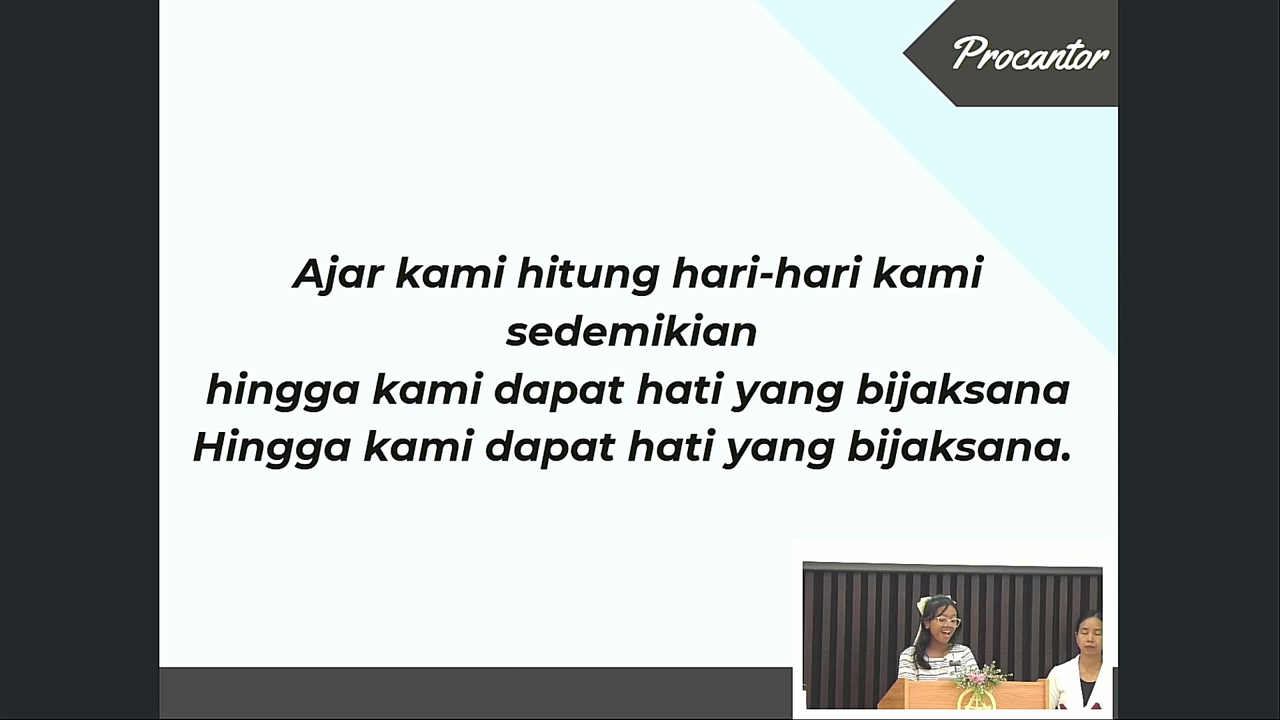 Procantor
Ajar kami hitung hari-hari kami
sedemikian
hingga kami dapat hati yang bijaksana
Hingga kami dapat hati yang bijaksana.